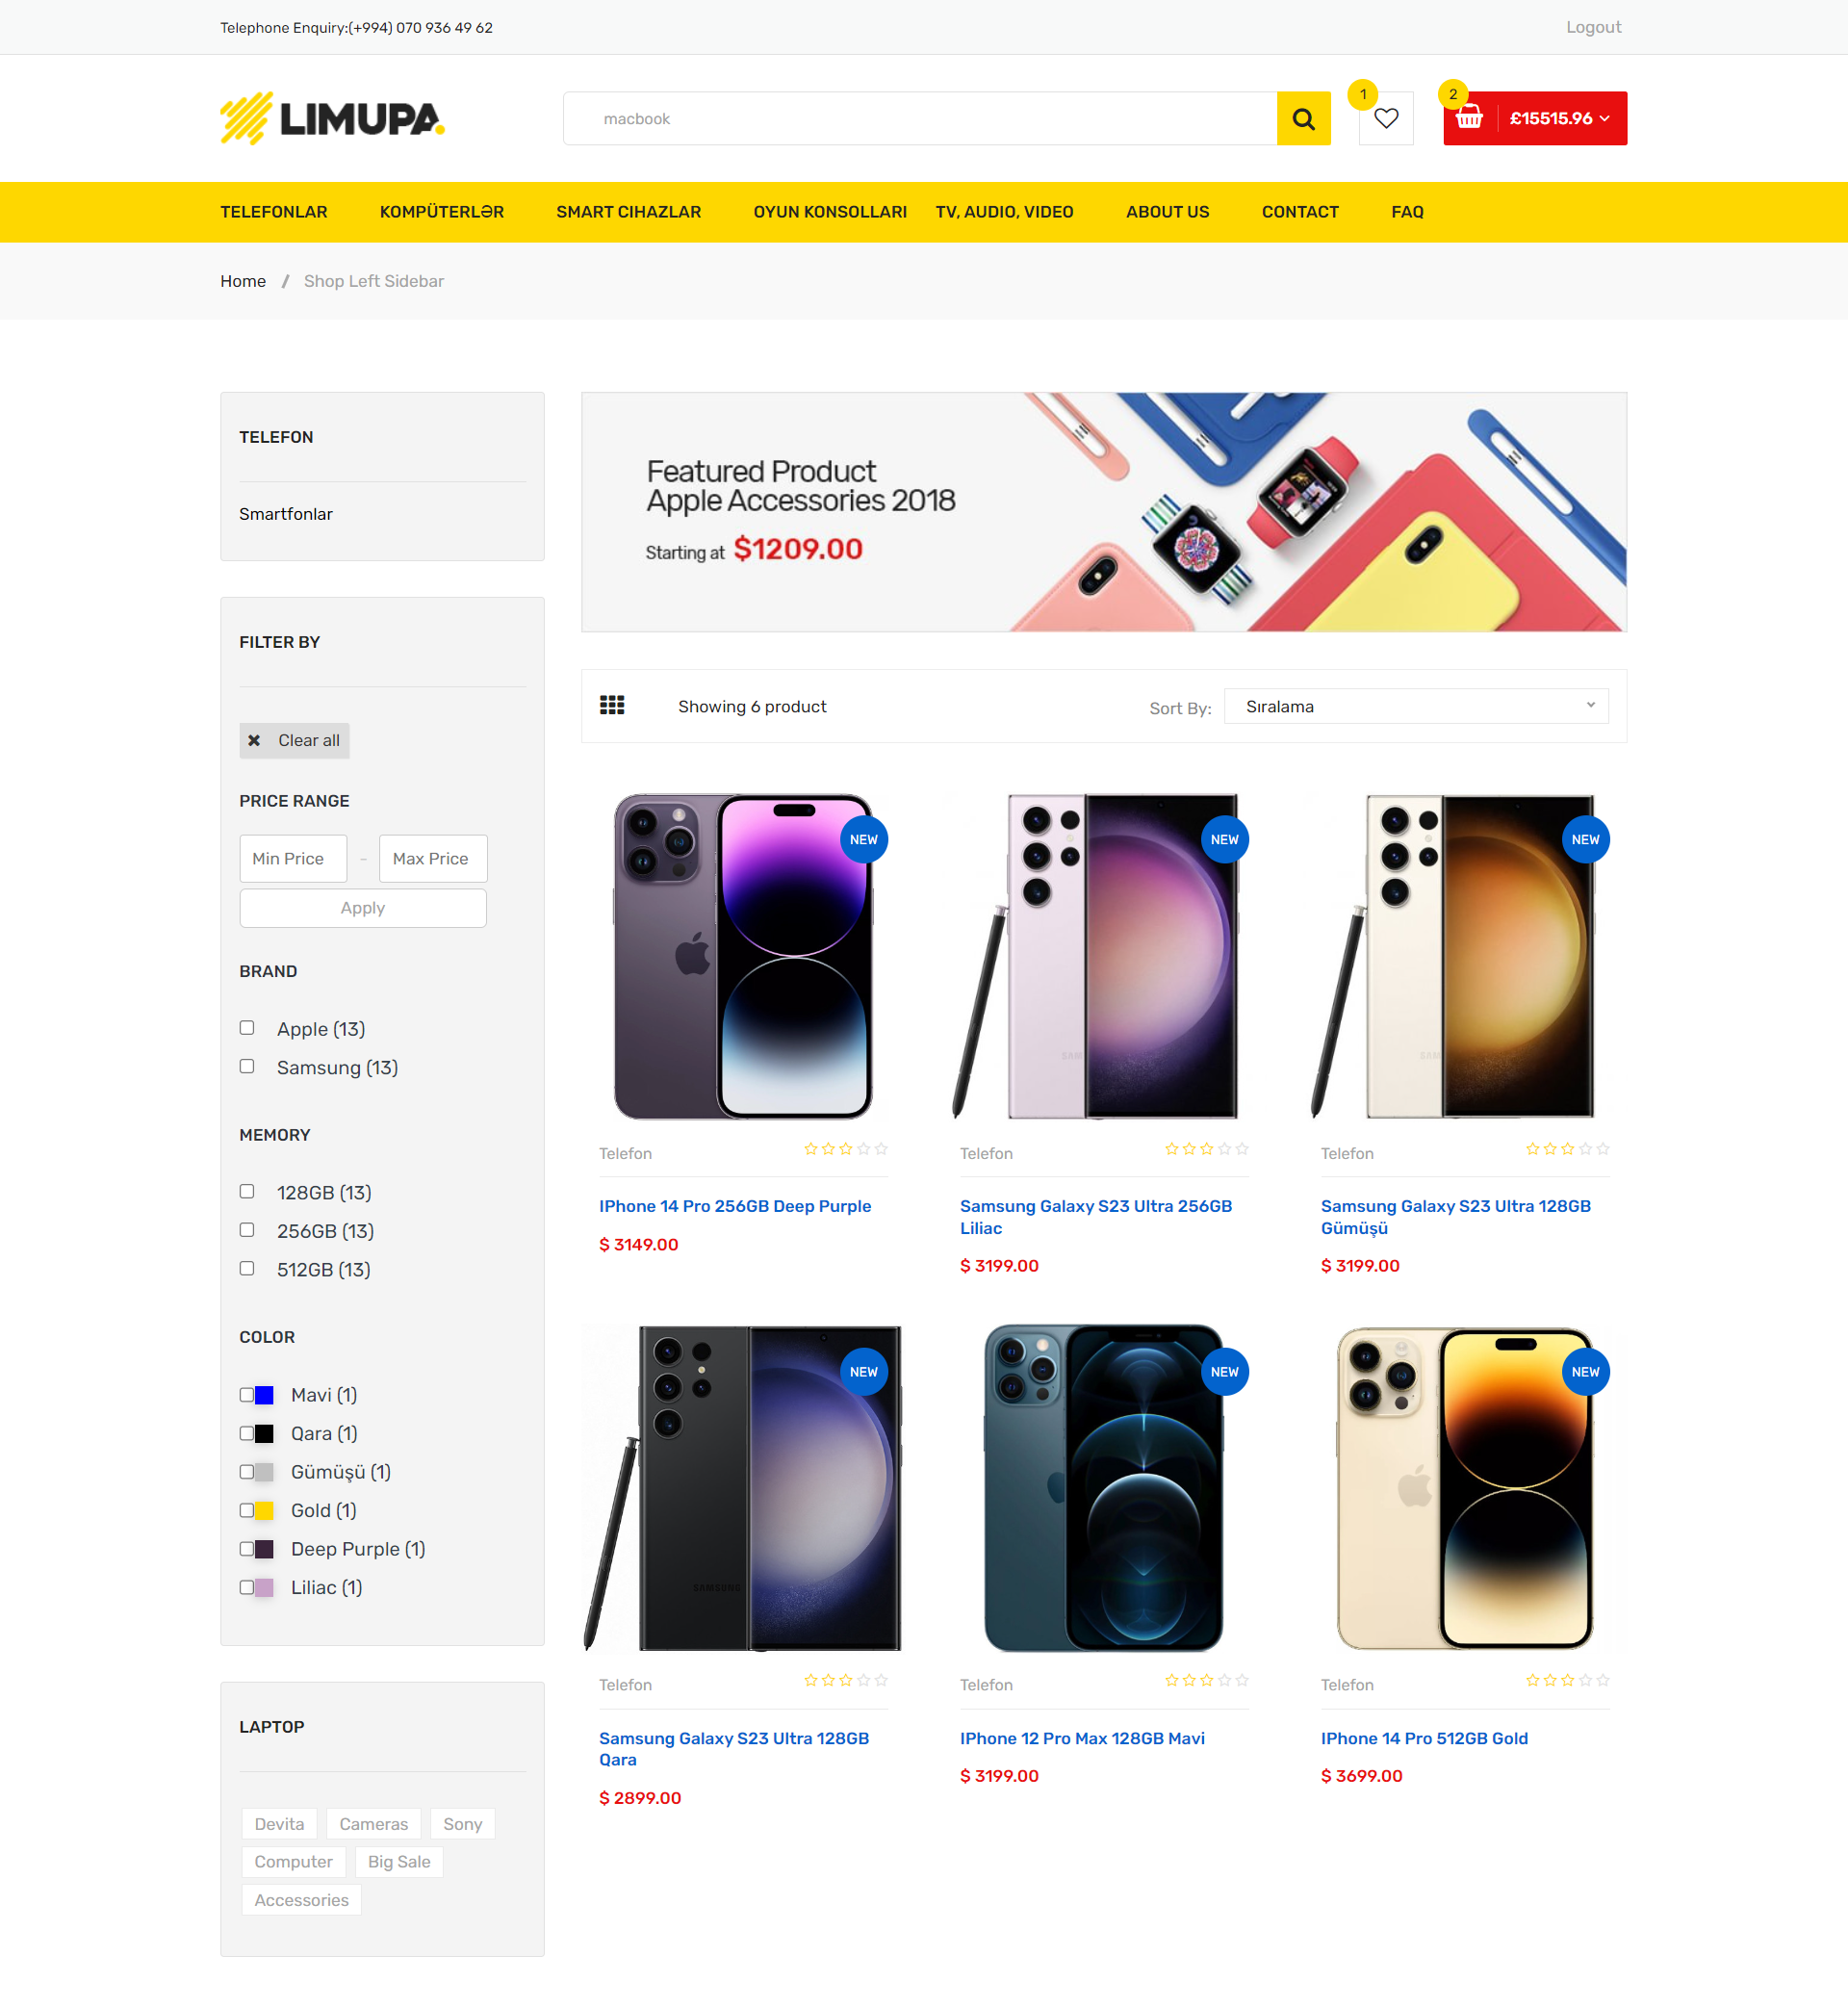 Telephone Enquiry:(+994) 070 936 49 62
Logout
LIMUPA.
macbook
1
2
£15515.96
TELEFONLAR
KOMPÜTERLƏR
SMART CIHAZLAR
OYUN KONSOLLARI
TV, AUDIO, VIDEO
ABOUT US
CONTACT
FAQ
Home / Shop Left Sidebar
TELEFON
Smartfonlar
FILTER BY
Clear all
PRICE RANGE
Min Price - Max Price
Apply
BRAND
Apple (13)
Samsung (13)
MEMORY
128GB (13)
256GB (13)
512GB (13)
COLOR
Mavi (1)
Qara (1)
Gümüşü (1)
Gold (1)
Deep Purple (1)
Liliac (1)
LAPTOP
Devita
Cameras
Sony
Computer
Big Sale
Accessories
Featured Product
Apple Accessories 2018
Starting at $1209.00
Showing 6 product
Sort By: Sıralama
NEW
Telefon
IPhone 14 Pro 256GB Deep Purple
$ 3149.00
NEW
SAM
Telefon
Samsung Galaxy S23 Ultra 256GB
Liliac
$ 3199.00
NEW
SAM
Telefon
Samsung Galaxy S23 Ultra 128GB
Gümüşü
$ 3199.00
NEW
SAMSUNG
Telefon
Samsung Galaxy S23 Ultra 128GB
Qara
$ 2899.00
NEW
Telefon
IPhone 12 Pro Max 128GB Mavi
$ 3199.00
NEW
Telefon
IPhone 14 Pro 512GB Gold
$ 3699.00